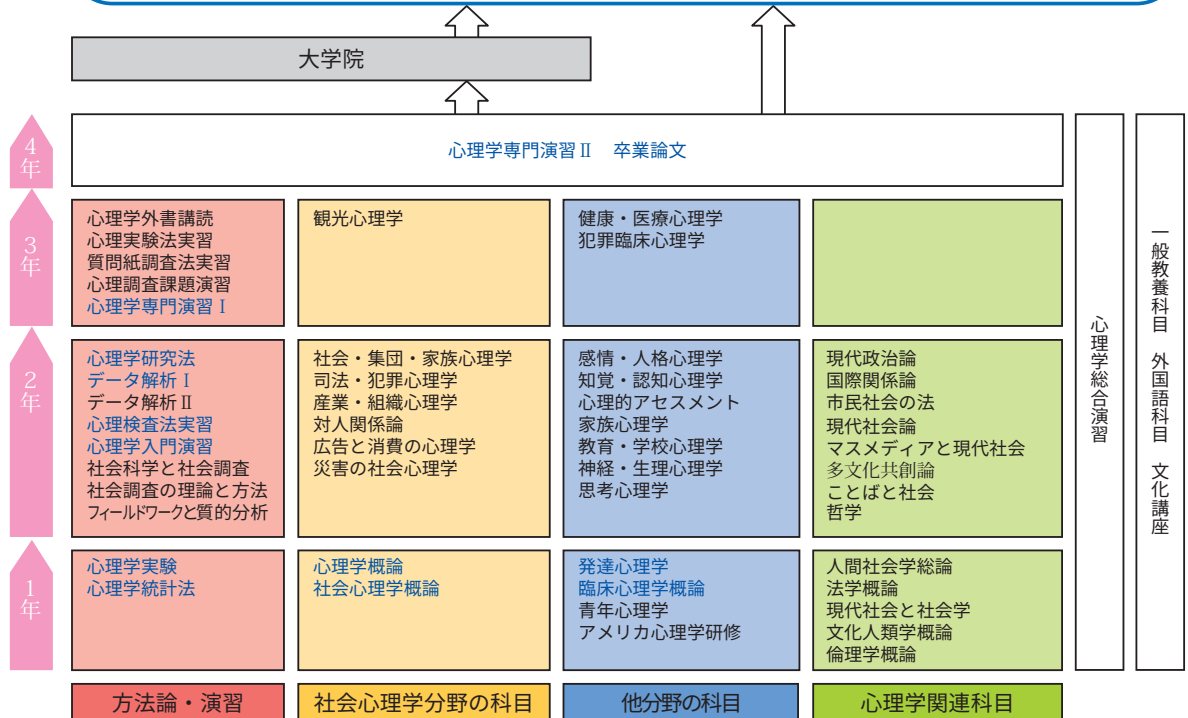 大学院
4年
心理学専門演習Ⅱ　卒業論文
3年
心理学外書講読
心理実験法実習
質問紙調査法実習
心理調査課題演習
心理学専門演習Ⅰ
観光心理学
健康・医療心理学
犯罪臨床心理学
2年
心理学研究法
データ解析Ⅰ
データ解析Ⅱ
心理検査法実習
心理学入門演習
社会科学と社会調査
社会調査の理論と方法
フィールドワークと質的分析
社会・集団・家族心理学
司法・犯罪心理学
産業・組織心理学
対人関係論
広告と消費の心理学
災害の社会心理学
感情・人格心理学
知覚・認知心理学
心理的アセスメント
家族心理学
教育・学校心理学
神経・生理心理学
思考心理学
現代政治論
国際関係論
市民社会の法
現代社会論
マスメディアと現代社会
多文化共創論
ことばと社会
哲学
1年
心理学実験
心理学統計法
心理学概論
社会心理学概論
発達心理学
臨床心理学概論
青年心理学
アメリカ心理学研修
人間社会学総論
法学概論
現代社会と社会学
文化人類学概論
倫理学概論
心理学総合演習
一般教養科目　外国語科目　文化講座
方法論・演習
社会心理学分野の科目
他分野の科目
心理学関連科目